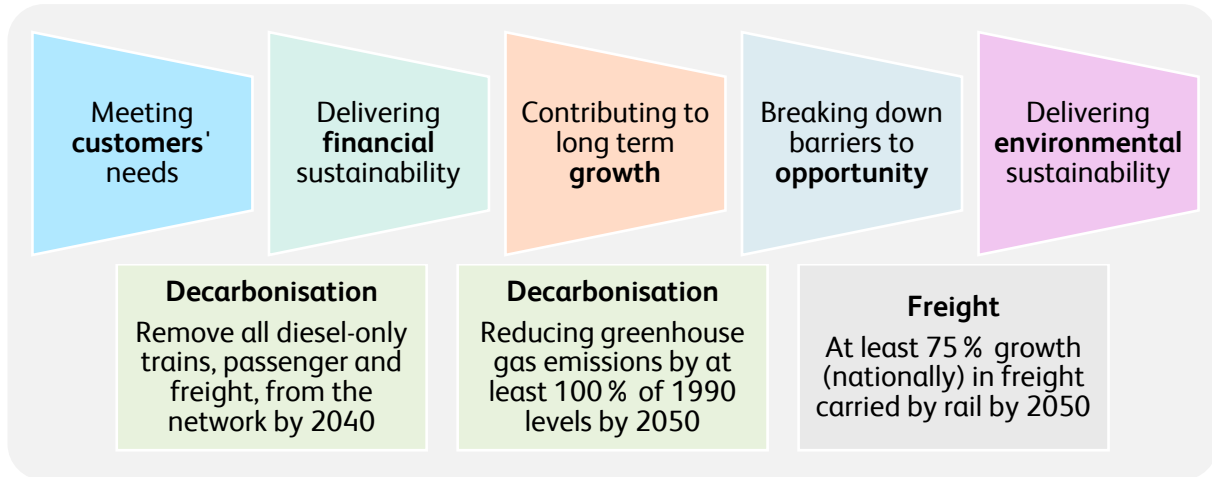 Meeting
customers'
needs
Delivering
financial
sustainability
Contributing to
long term
growth
Breaking down
barriers to
opportunity
Delivering
environmental
sustainability
Decarbonisation
Remove all diesel-only
trains, passenger and
freight, from the
network by 2040
Decarbonisation
Reducing greenhouse
gas emissions by at
least 100 % of 1990
levels by 2050
Freight
At least 75 % growth
(nationally) in freight
carried by rail by 2050